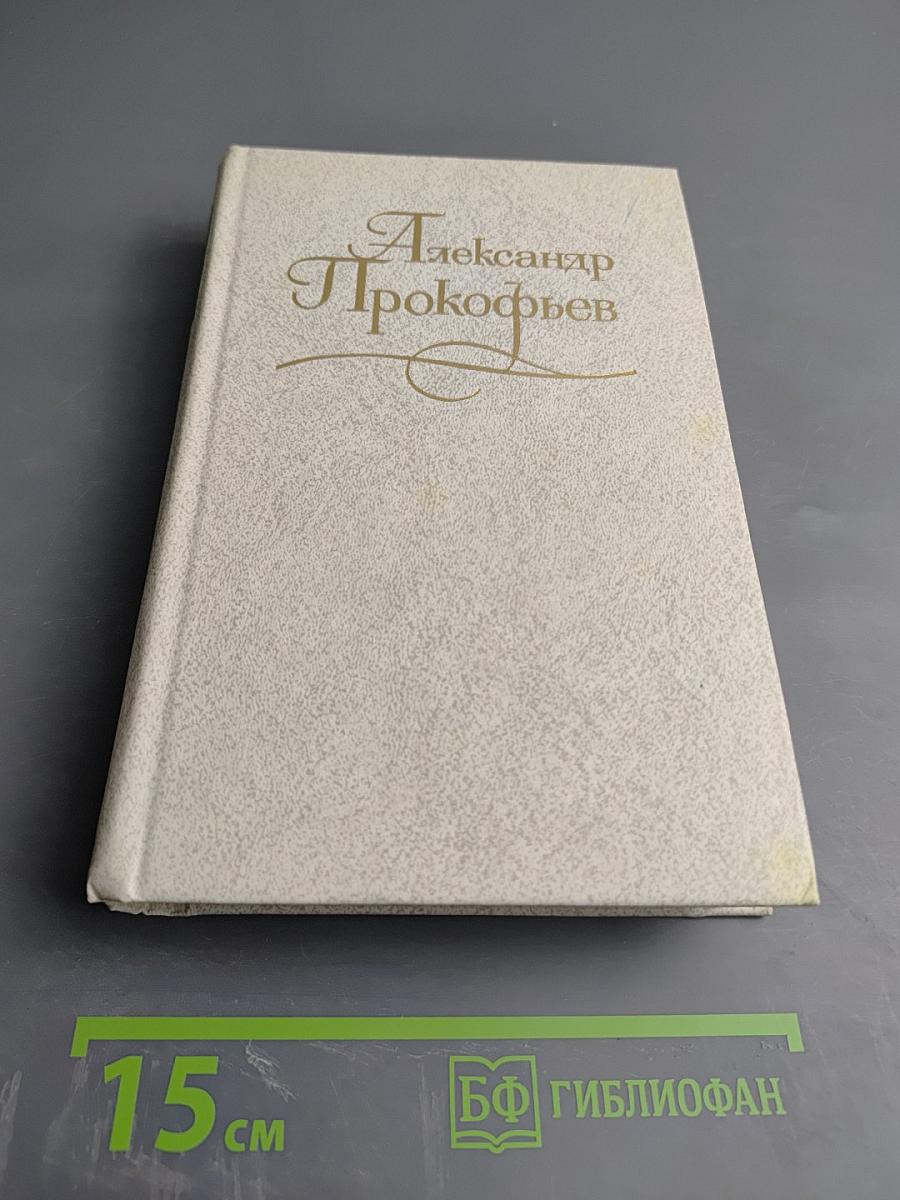 Александр
Прокофьев
15 см
БФ ГИБЛИОФАН